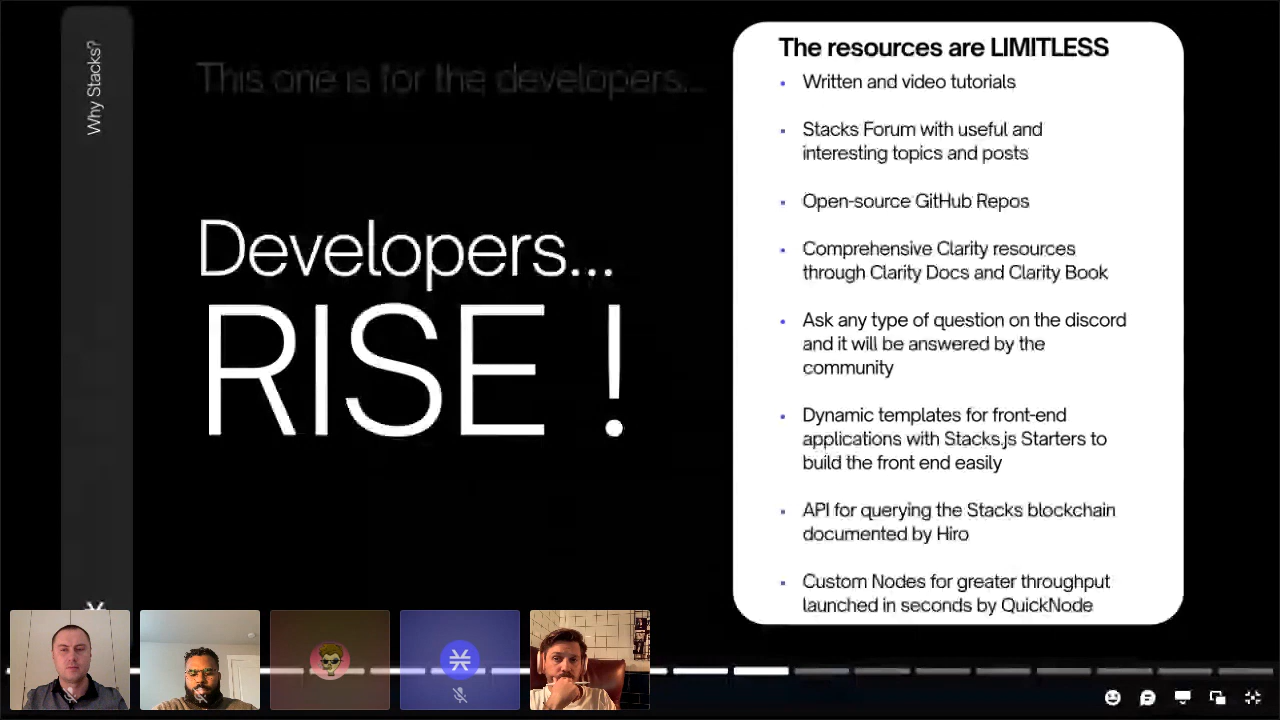 Why Stacks?
This one is for the developers...
Developers...
RISE !
The resources are LIMITLESS
Written and video tutorials
Stacks Forum with useful and
interesting topics and posts
Open-source GitHub Repos
Comprehensive Clarity resources
through Clarity Docs and Clarity Book
Ask any type of question on the discord
and it will be answered by the
community
Dynamic templates for front-end
applications with Stacks.js Starters to
build the front end easily
API for querying the Stacks blockchain
documented by Hiro
Custom Nodes for greater throughput
launched in seconds by QuickNode